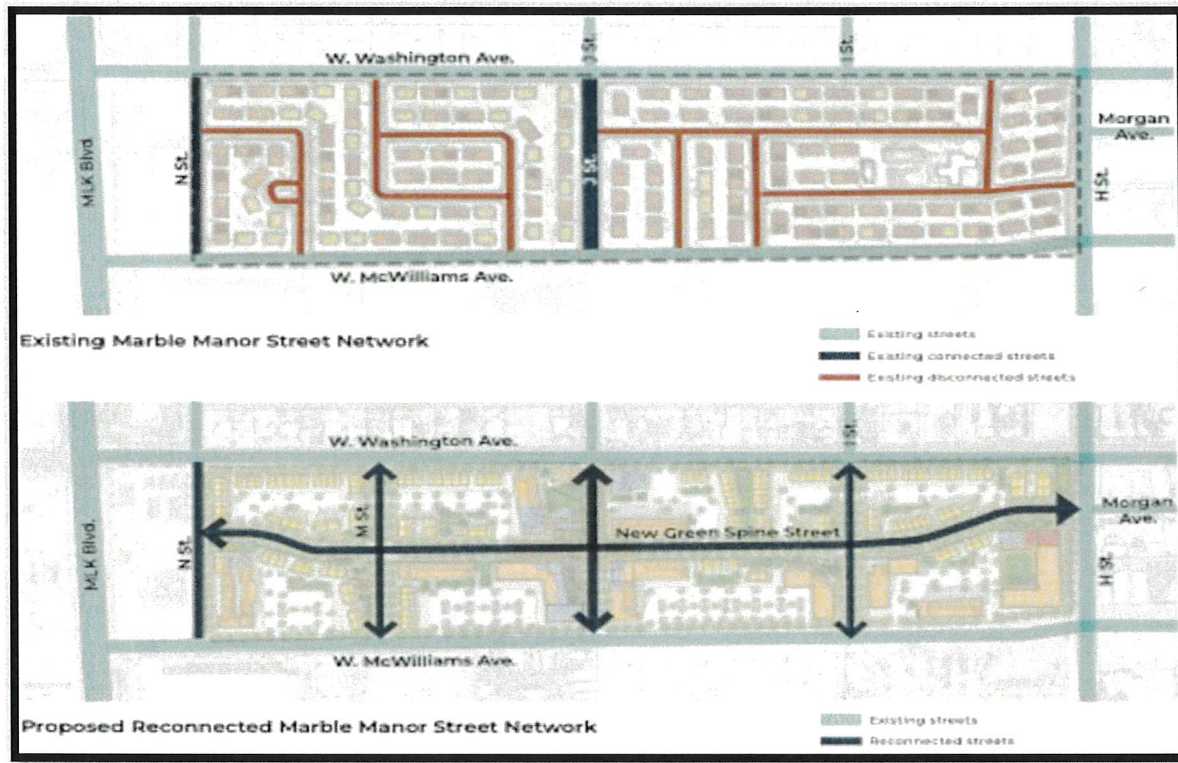 J St.
I St.
W. Washington Ave.
Morgan Ave.
MLK Blvd.
N St.
J St.
H St.
W. McWilliams Ave.
Existing Marble Manor Street Network
Existing streets
Existing connected streets
Existing disconnected streets
I St.
W. Washington Ave.
M St.
Morgan Ave.
New Green Spine Street
MLK Blvd.
N St.
H St.
W. McWilliams Ave.
Proposed Reconnected Marble Manor Street Network
Existing streets
Reconnected streets